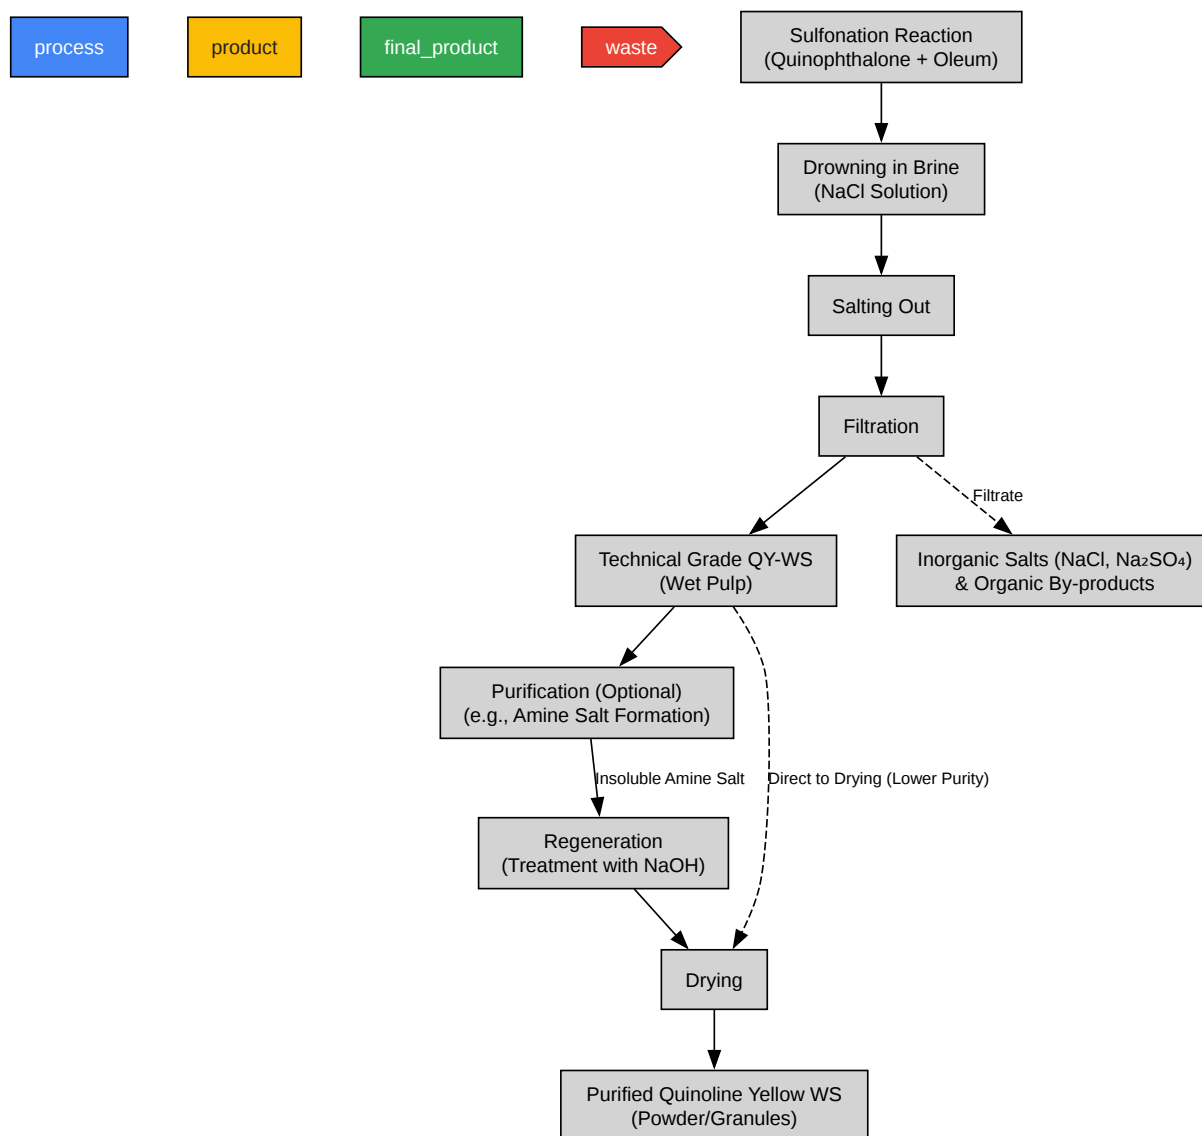 process
product
final_product
waste
Sulfonation Reaction
(Quinophthalone + Oleum)
Drowning in Brine
(NaCl Solution)
Salting Out
Filtration
Filtrate
Technical Grade QY-WS
(Wet Pulp)
Inorganic Salts (NaCl, Na₂SO₄)
& Organic By-products
Purification (Optional)
(e.g., Amine Salt Formation)
Insoluble Amine Salt
Direct to Drying (Lower Purity)
Regeneration
(Treatment with NaOH)
Drying
Purified Quinoline Yellow WS
(Powder/Granules)